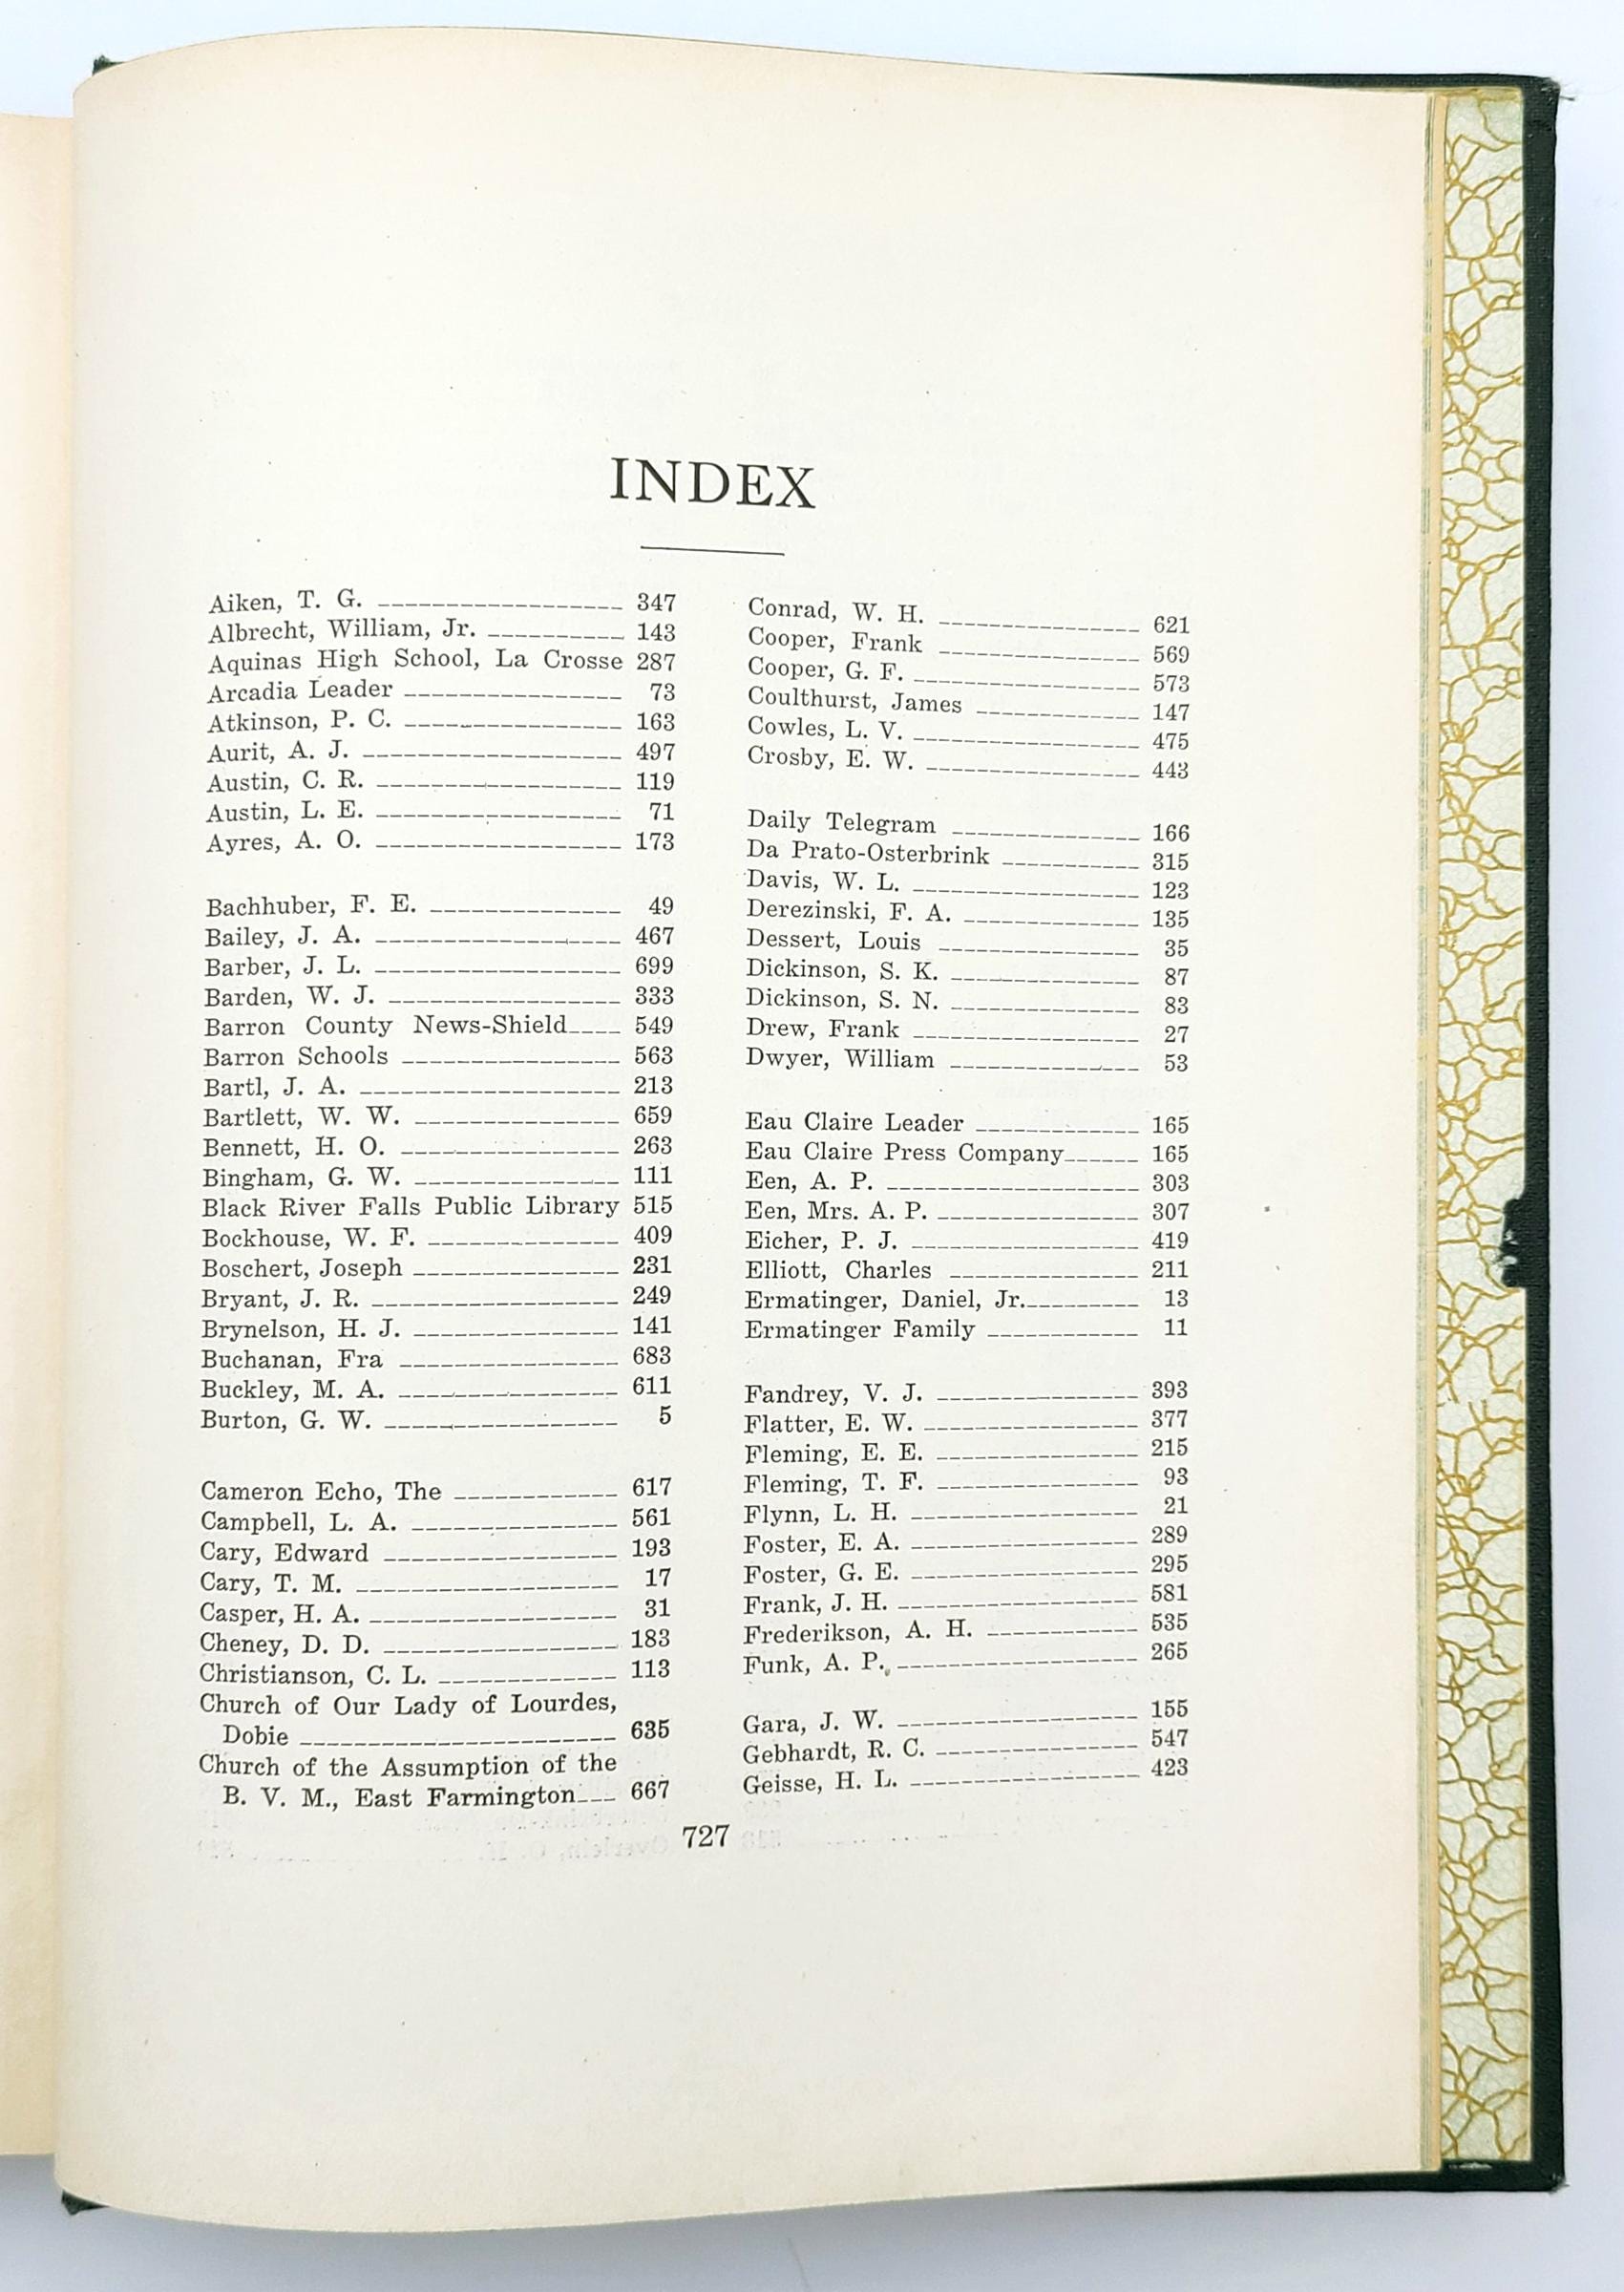 INDEX
Aiken, T. G. 347
Albrecht, William, Jr. 143
Aquinas High School, La Crosse 287
Arcadia Leader 73
Atkinson, P. C. 163
Aurit, A. J. 497
Austin, C. R. 119
Austin, L. E. 71
Ayres, A. O. 173
Bachhuber, F. E. 49
Bailey, J. A. 467
Barber, J. L. 699
Barden, W. J. 333
Barron County News-Shield 549
Barron Schools 563
Bartl, J. A. 213
Bartlett, W. W. 659
Bennett, H. O. 263
Bingham, G. W. 111
Black River Falls Public Library 515
Bockhouse, W. F. 409
Boschert, Joseph 231
Bryant, J. R. 249
Brynelson, H. J. 141
Buchanan, Fra 683
Buckley, M. A. 611
Burton, G. W. 5
Cameron Echo, The 617
Campbell, L. A. 561
Cary, Edward 193
Cary, T. M. 17
Casper, H. A. 31
Cheney, D. D. 183
Christianson, C. L. 113
Church of Our Lady of Lourdes,
Dobie 635
Church of the Assumption of the
B. V. M., East Farmington 667
Conrad, W. H. 621
Cooper, Frank 569
Cooper, G. F. 573
Coulthurst, James 147
Cowles, L. V. 475
Crosby, E. W. 443
Daily Telegram 166
Da Prato-Osterbrink 315
Davis, W. L. 123
Derezinski, F. A. 135
Dessert, Louis 35
Dickinson, S. K. 87
Dickinson, S. N. 83
Drew, Frank 27
Dwyer, William 53
Eau Claire Leader 165
Eau Claire Press Company 165
Een, A. P. 303
Een, Mrs. A. P. 307
Eicher, P. J. 419
Elliott, Charles 211
Ermatinger, Daniel, Jr. 13
Ermatinger Family 11
Fandrey, V. J. 393
Flatter, E. W. 377
Fleming, E. E. 215
Fleming, T. F. 93
Flynn, L. H. 21
Foster, E. A. 289
Foster, G. E. 295
Frank, J. H. 581
Frederikson, A. H. 535
Funk, A. P. 265
Gara, J. W. 155
Gebhardt, R. C. 547
Geisse, H. L. 423
727